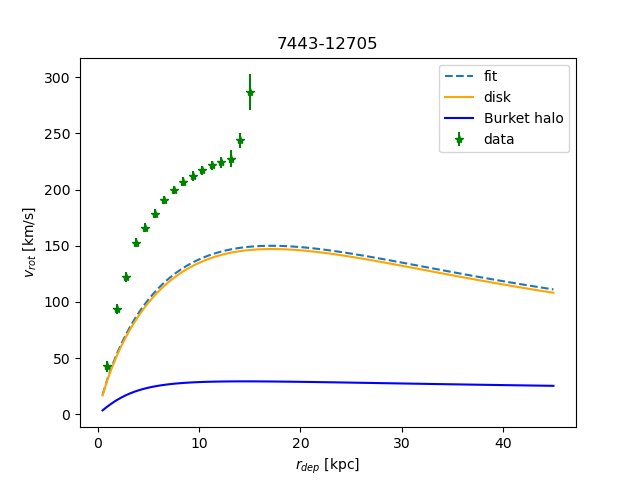 7443-12705
fit
disk
Burket halo
data
300
250
200
150
100
50
0
v_rot [km/s]
0 10 20 30 40
r_dep [kpc]